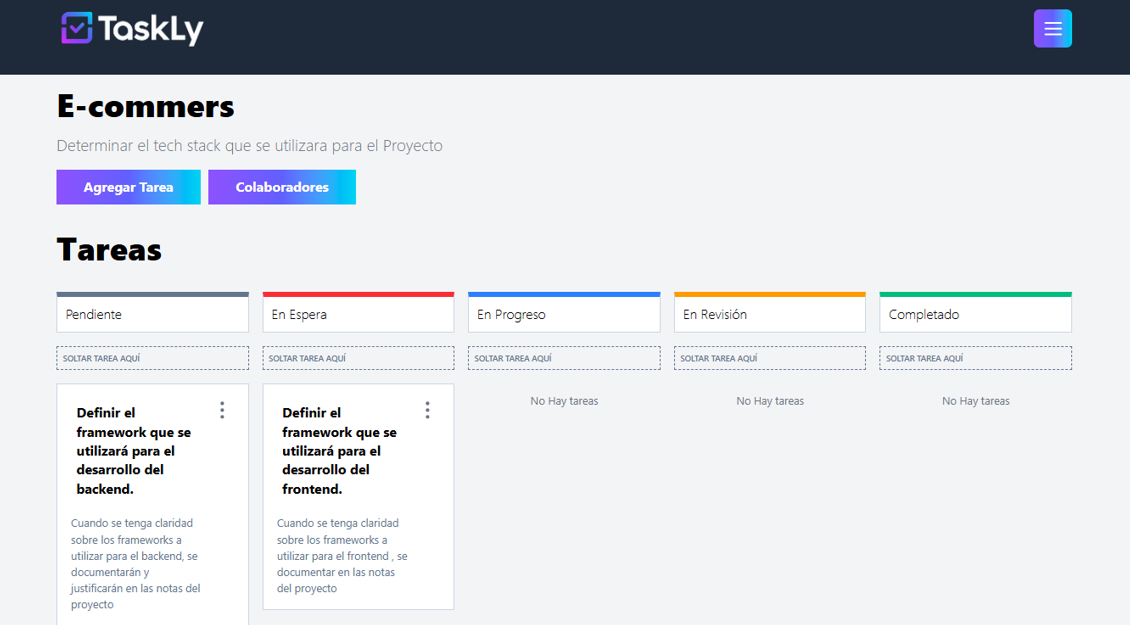 TaskLy
E-commers
Determinar el tech stack que se utilizara para el Proyecto
Agregar Tarea
Colaboradores
Tareas
Pendiente
En Espera
En Progreso
En Revisión
Completado
SOLTAR TAREA AQUÍ
SOLTAR TAREA AQUÍ
SOLTAR TAREA AQUÍ
SOLTAR TAREA AQUÍ
SOLTAR TAREA AQUÍ
Definir el
framework que se
utilizará para el
desarrollo del
backend.
Cuando se tenga claridad
sobre los frameworks a
utilizar para el backend, se
documentarán y
justificarán en las notas del
proyecto
Definir el
framework que se
utilizará para el
desarrollo del
frontend.
Cuando se tenga claridad
sobre los frameworks a
utilizar para el frontend , se
documentar en las notas
del proyecto
No Hay tareas
No Hay tareas
No Hay tareas